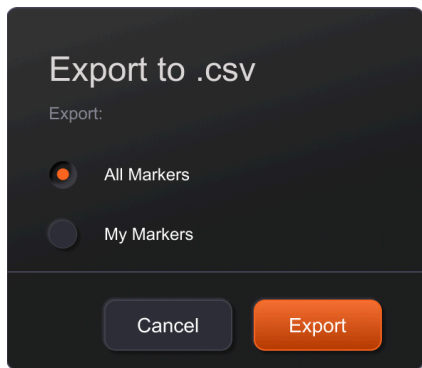 Export to .csv
Export:
All Markers
My Markers
Cancel Export